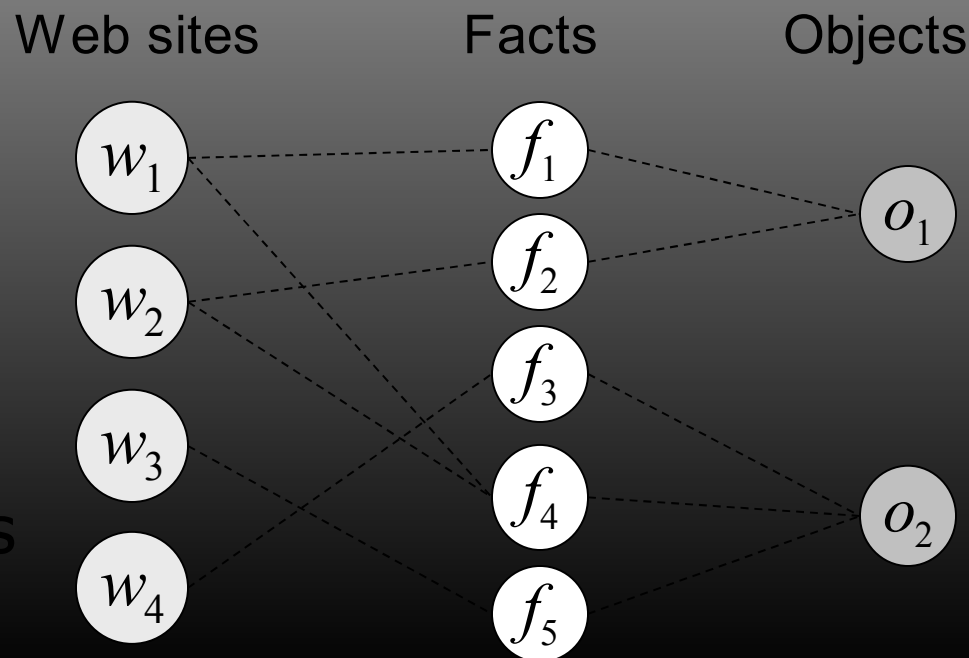 Web sites Facts Objects
w1 f1 o1
w2 f2
w3 f3
s w4 f4 o2
f5